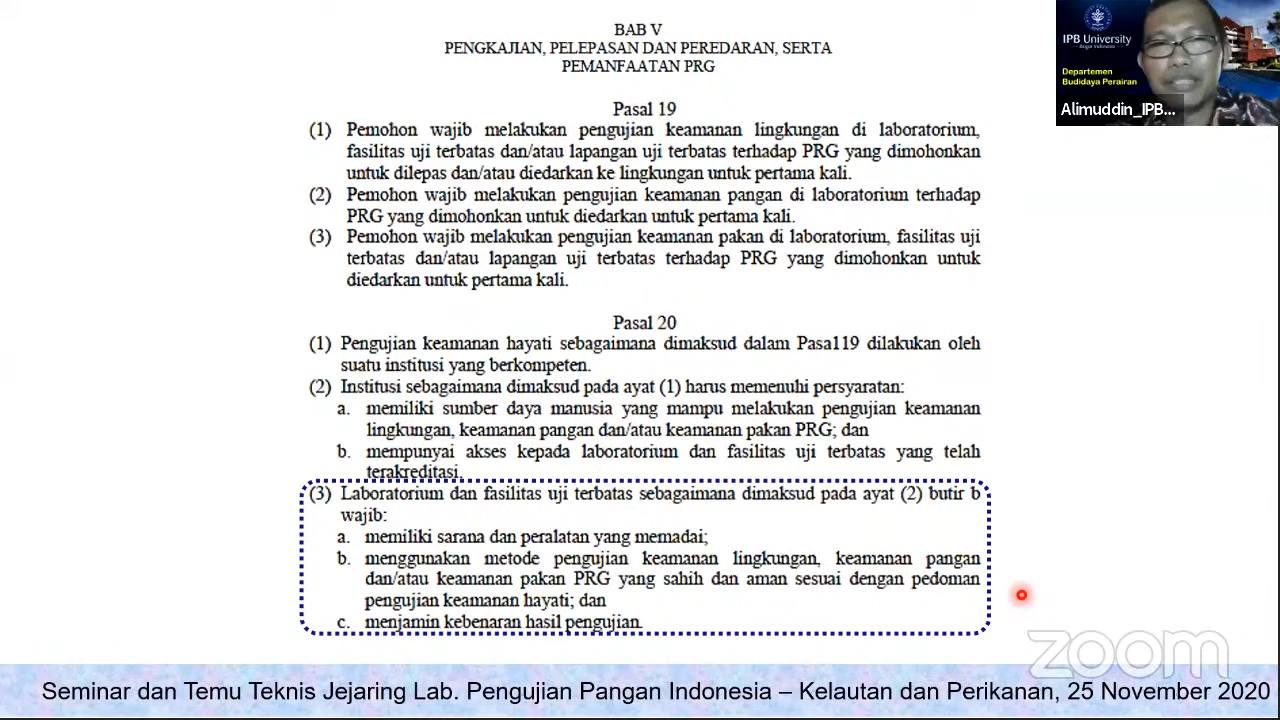 BAB V
PENGKAJIAN, PELEPASAN DAN PEREDARAN, SERTA
PEMANFAATAN PRG
Pasal 19
(1) Pemohon wajib melakukan pengujian keamanan lingkungan di laboratorium,
fasilitas uji terbatas dan/atau lapangan uji terbatas terhadap PRG yang dimohonkan
untuk dilepas dan/atau diedarkan ke lingkungan untuk pertama kali.
(2) Pemohon wajib melakukan pengujian keamanan pangan di laboratorium terhadap
PRG yang dimohonkan untuk diedarkan untuk pertama kali.
(3) Pemohon wajib melakukan pengujian keamanan pakan di laboratorium, fasilitas uji
terbatas dan/atau lapangan uji terbatas terhadap PRG yang dimohonkan untuk
diedarkan untuk pertama kali.
Pasal 20
(1) Pengujian keamanan hayati sebagaimana dimaksud dalam Pasa119 dilakukan oleh
suatu institusi yang berkompeten.
(2) Institusi sebagaimana dimaksud pada ayat (1) harus memenuhi persyaratan:
a. memiliki sumber daya manusia yang mampu melakukan pengujian keamanan
lingkungan, keamanan pangan dan/atau keamanan pakan PRG; dan
b. mempunyai akses kepada laboratorium dan fasilitas uji terbatas yang telah
terakreditasi.
(3) Laboratorium dan fasilitas uji terbatas sebagaimana dimaksud pada ayat (2) butir b
wajib:
a. memiliki sarana dan peralatan yang memadai;
b. menggunakan metode pengujian keamanan lingkungan, keamanan pangan
dan/atau keamanan pakan PRG yang sahih dan aman sesuai dengan pedoman
pengujian keamanan hayati; dan
c. menjamin kebenaran hasil pengujian.
IPB University
Bogor Indonesia
Departemen
Budidaya Perairan
Alimuddin_IPB...
zoom
Seminar dan Temu Teknis Jejaring Lab. Pengujian Pangan Indonesia – Kelautan dan Perikanan, 25 November 2020